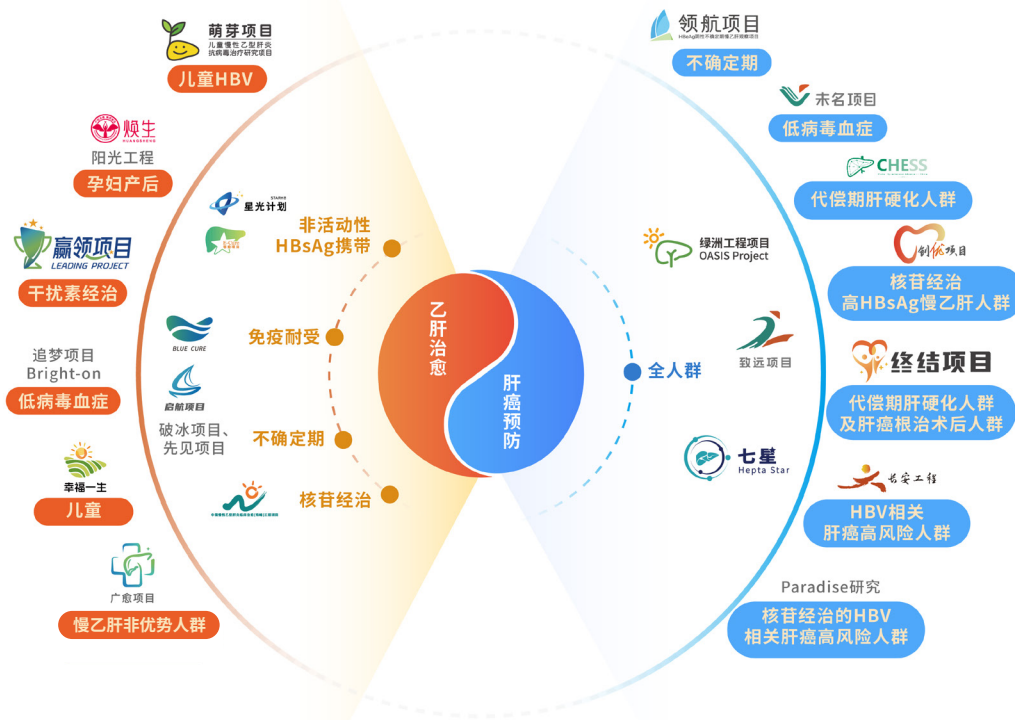 萌芽项目
儿童慢性乙型肝炎
抗病毒治疗研究项目
儿童HBV
焕生
HUANGSHENG
阳光工程
孕妇产后
赢领项目
LEADING PROJECT
干扰素经治
追梦项目
Bright-on
低病毒血症
幸福一生
儿童
广愈项目
慢乙肝非优势人群
星光计划
非活动性
HBsAg携带
BLUE CURE
免疫耐受
启航项目
破冰项目、
先见项目
不确定期
核苷经治
乙肝治愈
肝癌预防
全人群
绿洲工程项目
OASIS Project
致远项目
七星
Hepta Star
领航项目
不确定期
未名项目
低病毒血症
CHESS
代偿期肝硬化人群
创优项目
核苷经治
高HBsAg慢乙肝人群
终结项目
代偿期肝硬化人群
及肝癌根治术后人群
长安工程
HBV相关
肝癌高风险人群
Paradise研究
核苷经治的HBV
相关肝癌高风险人群